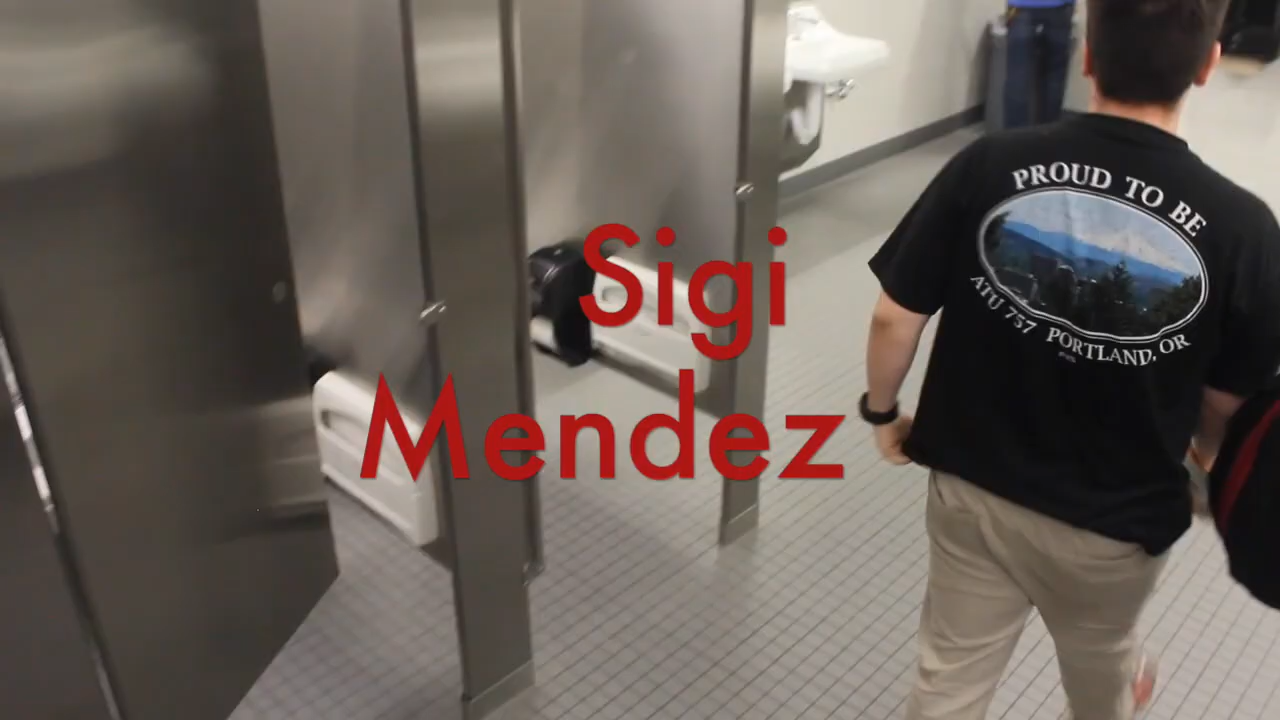 Sigi
Mendez
PROUD TO BE
ATU 757 PORTLAND, OR